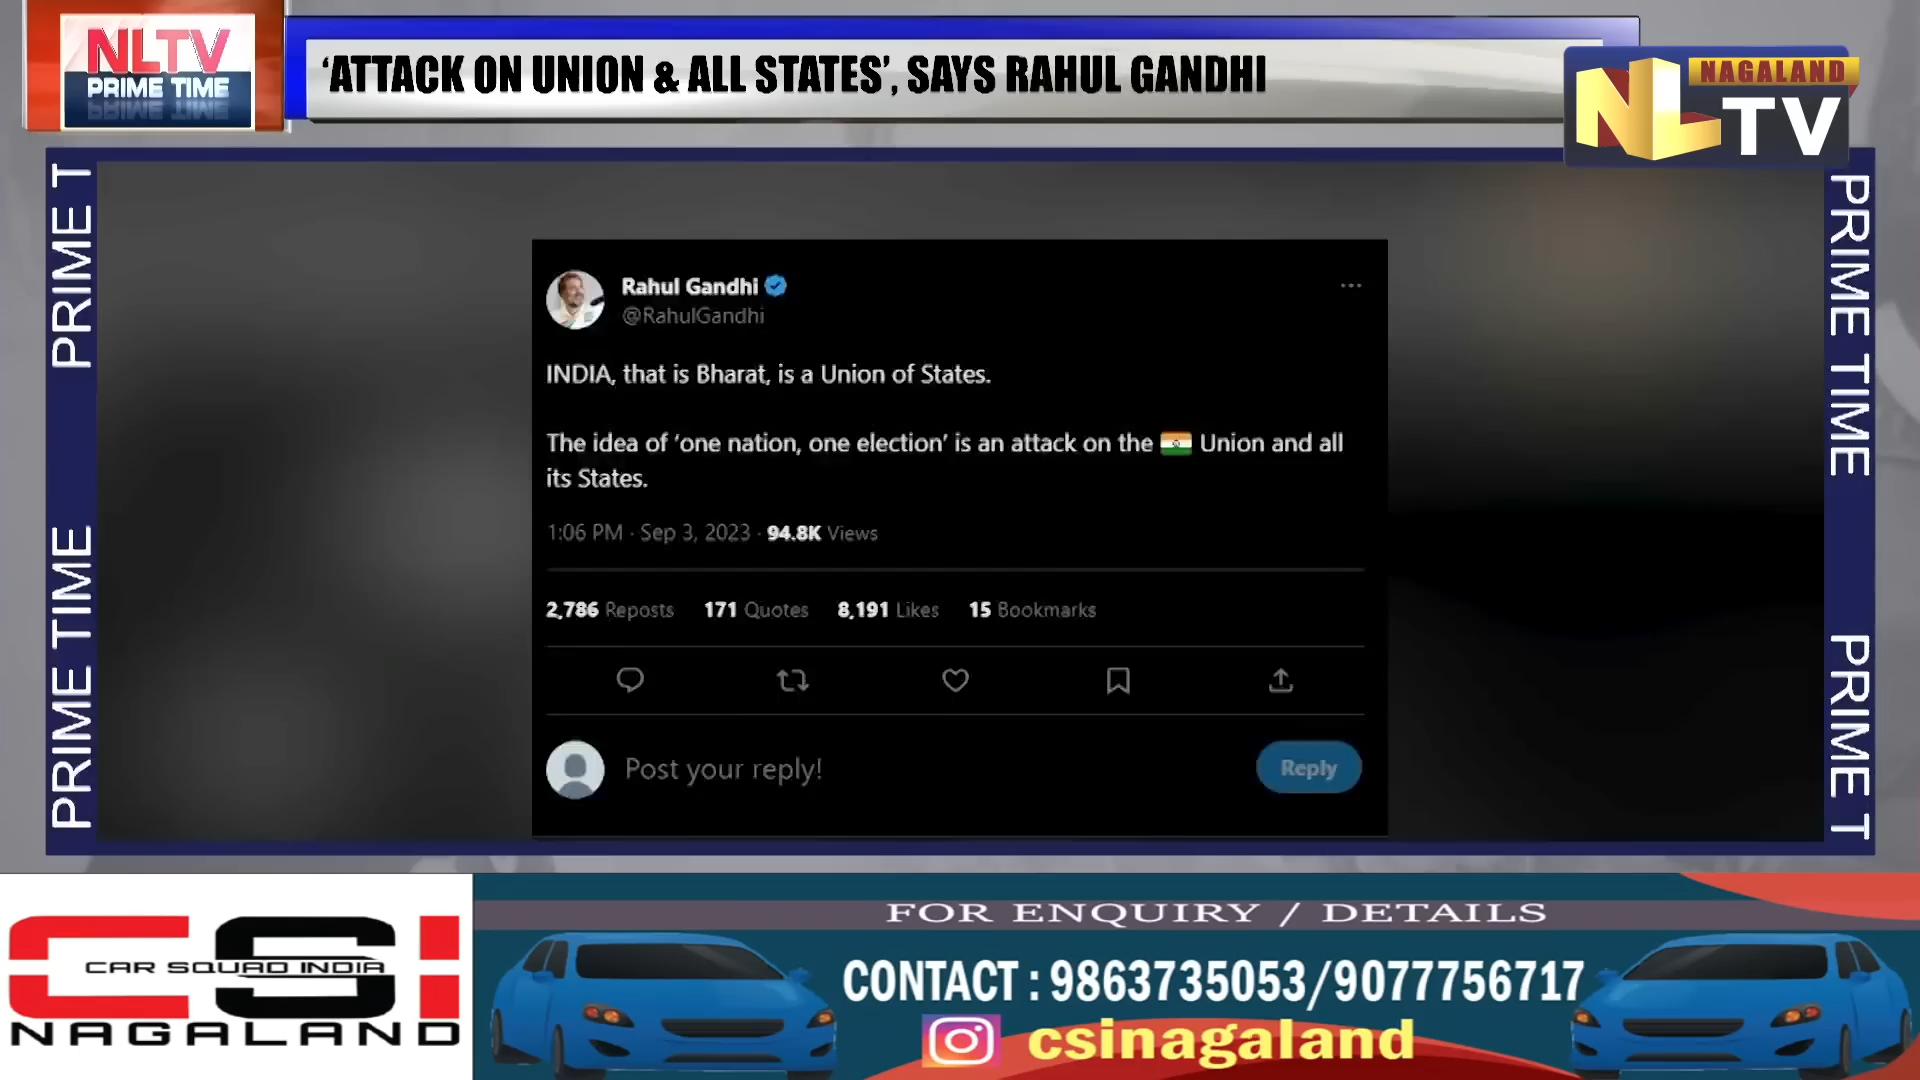 NLTV
PRIME TIME
‘ATTACK ON UNION & ALL STATES’, SAYS RAHUL GANDHI
NAGALAND
NLTV
PRIME T
PRIME TIME
PRIME TIME
PRIME T
Rahul Gandhi
@RahulGandhi
INDIA, that is Bharat, is a Union of States.
The idea of ‘one nation, one election’ is an attack on the 🇮🇳 Union and all
its States.
1:06 PM · Sep 3, 2023 · 94.8K Views
2,786 Reposts 171 Quotes 8,191 Likes 15 Bookmarks
Post your reply!
Reply
CSI
CAR SQUAD INDIA
NAGALAND
FOR ENQUIRY / DETAILS
CONTACT : 9863735053/9077756717
csinagaland